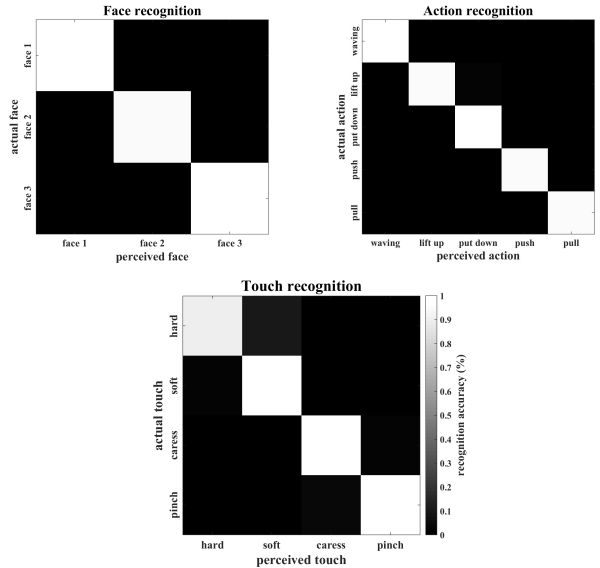 Face recognition
face 1
face 2
face 3
actual face
face 1 face 2 face 3
perceived face
Action recognition
waving
lift up
put down
push
pull
actual action
waving lift up put down push pull
perceived action
Touch recognition
hard
soft
caress
pinch
actual touch
hard soft caress pinch
perceived touch
1
0.9
0.8
0.7
0.6
0.5
0.4
0.3
0.2
0.1
0
recognition accuracy (%)